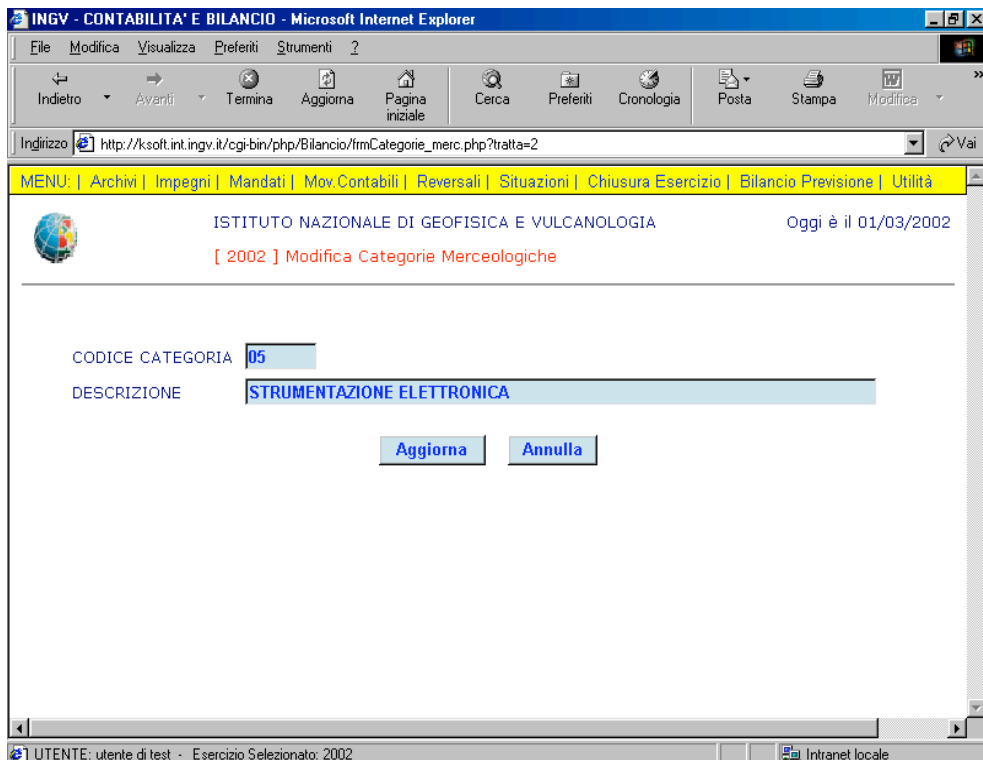 INGV - CONTABILITA' E BILANCIO - Microsoft Internet Explorer
File Modifica Visualizza Preferiti Strumenti ?
Indietro Avanti Termina Aggiorna Pagina iniziale Cerca Preferiti Cronologia Posta Stampa Modifica »
Indirizzo http://ksoft.int.ingv.it/cgi-bin/php/Bilancio/frmCategorie_merc.php?tratta=2 Vai
MENU: | Archivi | Impegni | Mandati | Mov.Contabili | Reversali | Situazioni | Chiusura Esercizio | Bilancio Previsione | Utilità
ISTITUTO NAZIONALE DI GEOFISICA E VULCANOLOGIA Oggi è il 01/03/2002
[ 2002 ] Modifica Categorie Merceologiche
CODICE CATEGORIA 05
DESCRIZIONE STRUMENTAZIONE ELETTRONICA
Aggiorna Annulla
UTENTE: utente di test - Esercizio Selezionato: 2002 Intranet locale